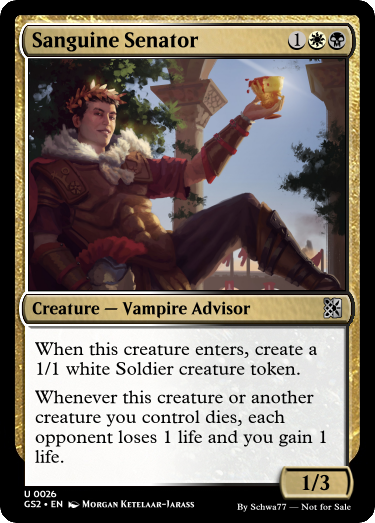 Sanguine Senator 1
Creature — Vampire Advisor
When this creature enters, create a
1/1 white Soldier creature token.
Whenever this creature or another
creature you control dies, each
opponent loses 1 life and you gain 1
life.
1/3
U 0026
GS2 • EN Morgan Ketelaar-Jarass
By Schwa77 — Not for Sale